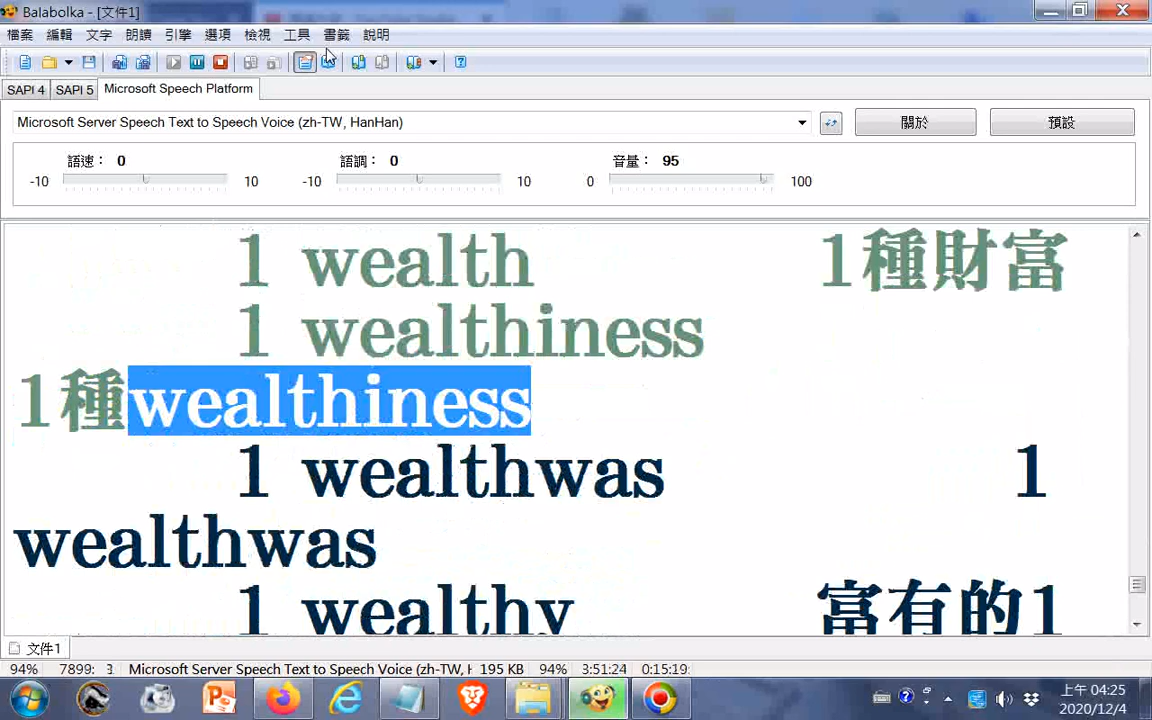 Balabolka - [文件1]
檔案 編輯 文字 朗讀 引擎 選項 檢視 工具 書籤 說明
SAPI 4 SAPI 5 Microsoft Speech Platform
Microsoft Server Speech Text to Speech Voice (zh-TW, HanHan) 關於 預設
語速： 0 語調： 0 音量： 95
-10 10 -10 10 0 100
1 wealth 1種財富
1 wealthiness
1種wealthiness
1 wealthwas 1
wealthwas
1 wealthy 富有的1
文件1
94% 7899: Microsoft Server Speech Text to Speech Voice (zh-TW, 195 KB 94% 3:51:24 0:15:19
上午 04:25
2020/12/4